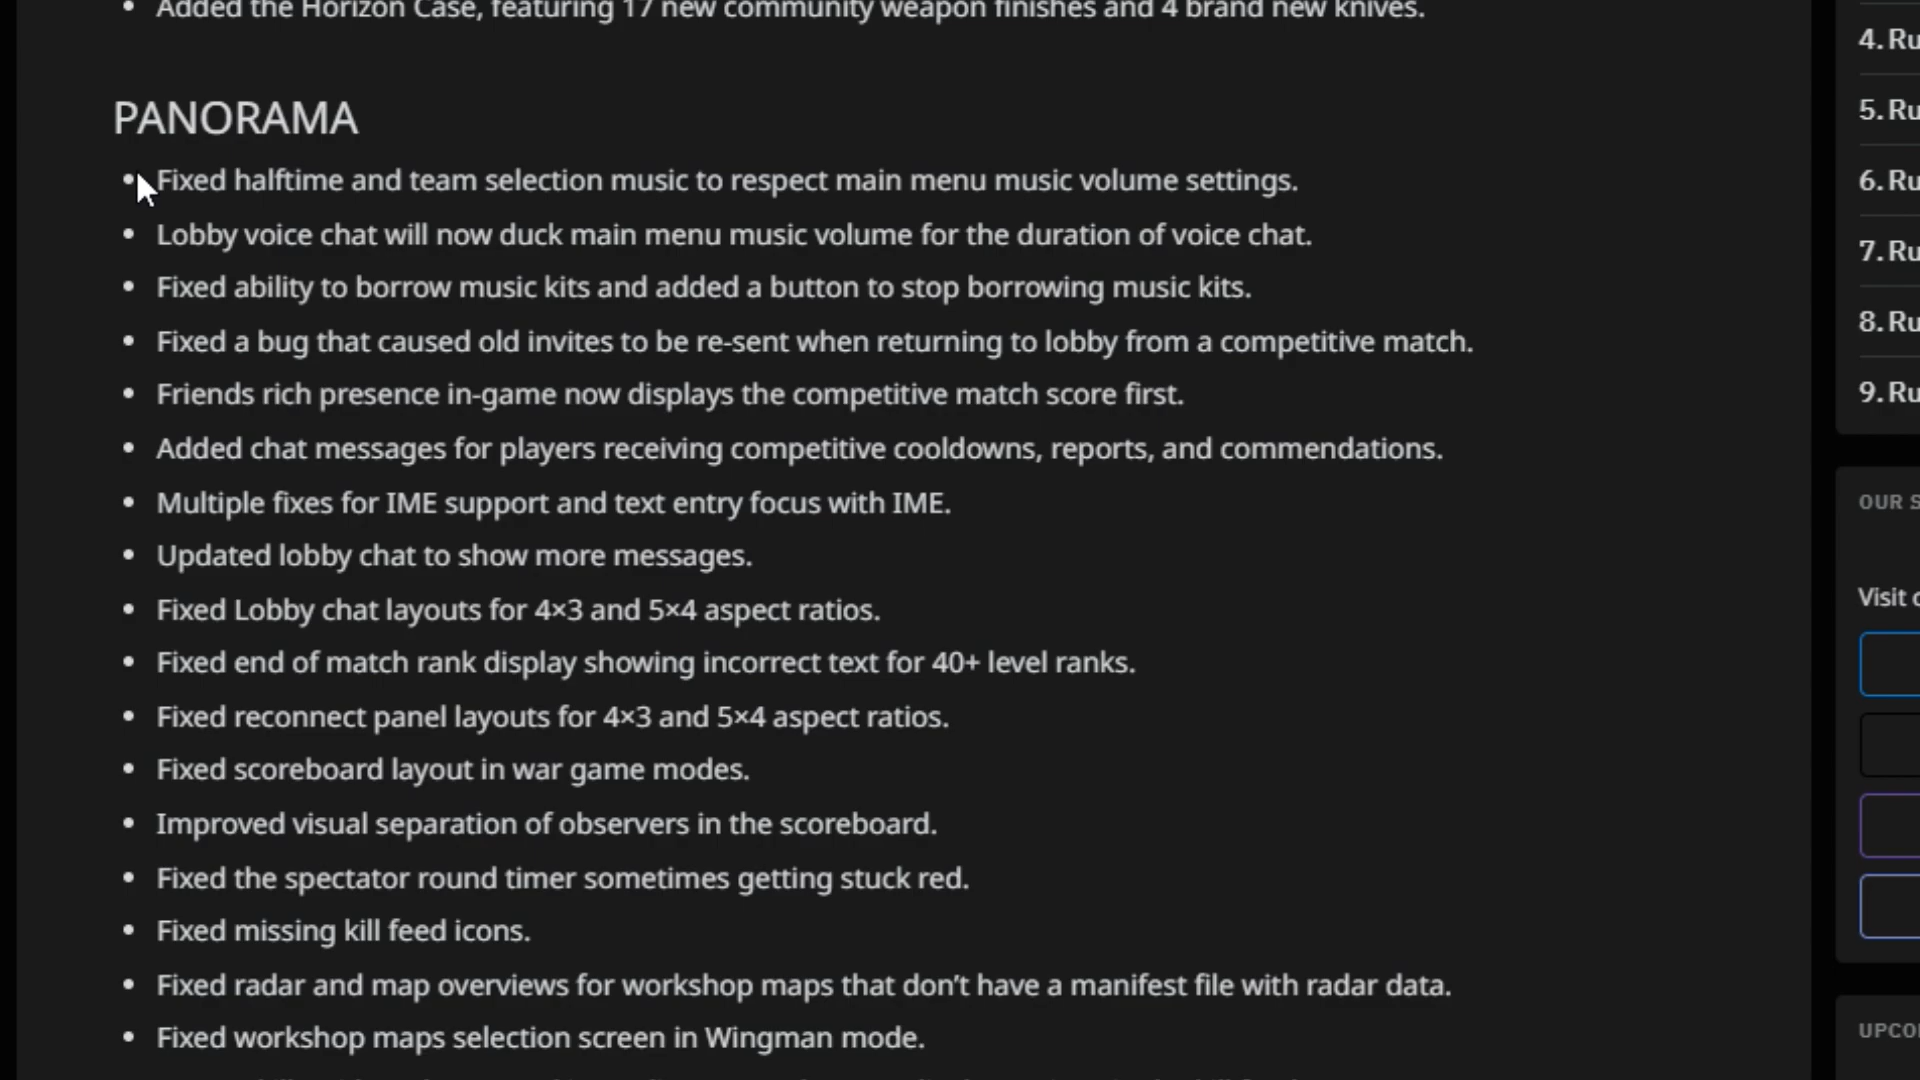 • Added the Horizon Case, featuring 17 new community weapon finishes and 4 brand new knives.
PANORAMA
• Fixed halftime and team selection music to respect main menu music volume settings.
• Lobby voice chat will now duck main menu music volume for the duration of voice chat.
• Fixed ability to borrow music kits and added a button to stop borrowing music kits.
• Fixed a bug that caused old invites to be re-sent when returning to lobby from a competitive match.
• Friends rich presence in-game now displays the competitive match score first.
• Added chat messages for players receiving competitive cooldowns, reports, and commendations.
• Multiple fixes for IME support and text entry focus with IME.
• Updated lobby chat to show more messages.
• Fixed Lobby chat layouts for 4×3 and 5×4 aspect ratios.
• Fixed end of match rank display showing incorrect text for 40+ level ranks.
• Fixed reconnect panel layouts for 4×3 and 5×4 aspect ratios.
• Fixed scoreboard layout in war game modes.
• Improved visual separation of observers in the scoreboard.
• Fixed the spectator round timer sometimes getting stuck red.
• Fixed missing kill feed icons.
• Fixed radar and map overviews for workshop maps that don’t have a manifest file with radar data.
• Fixed workshop maps selection screen in Wingman mode.
4. Ru
5. Ru
6. Ru
7. Ru
8. Ru
9. Ru
OUR S
Visit
UPCO